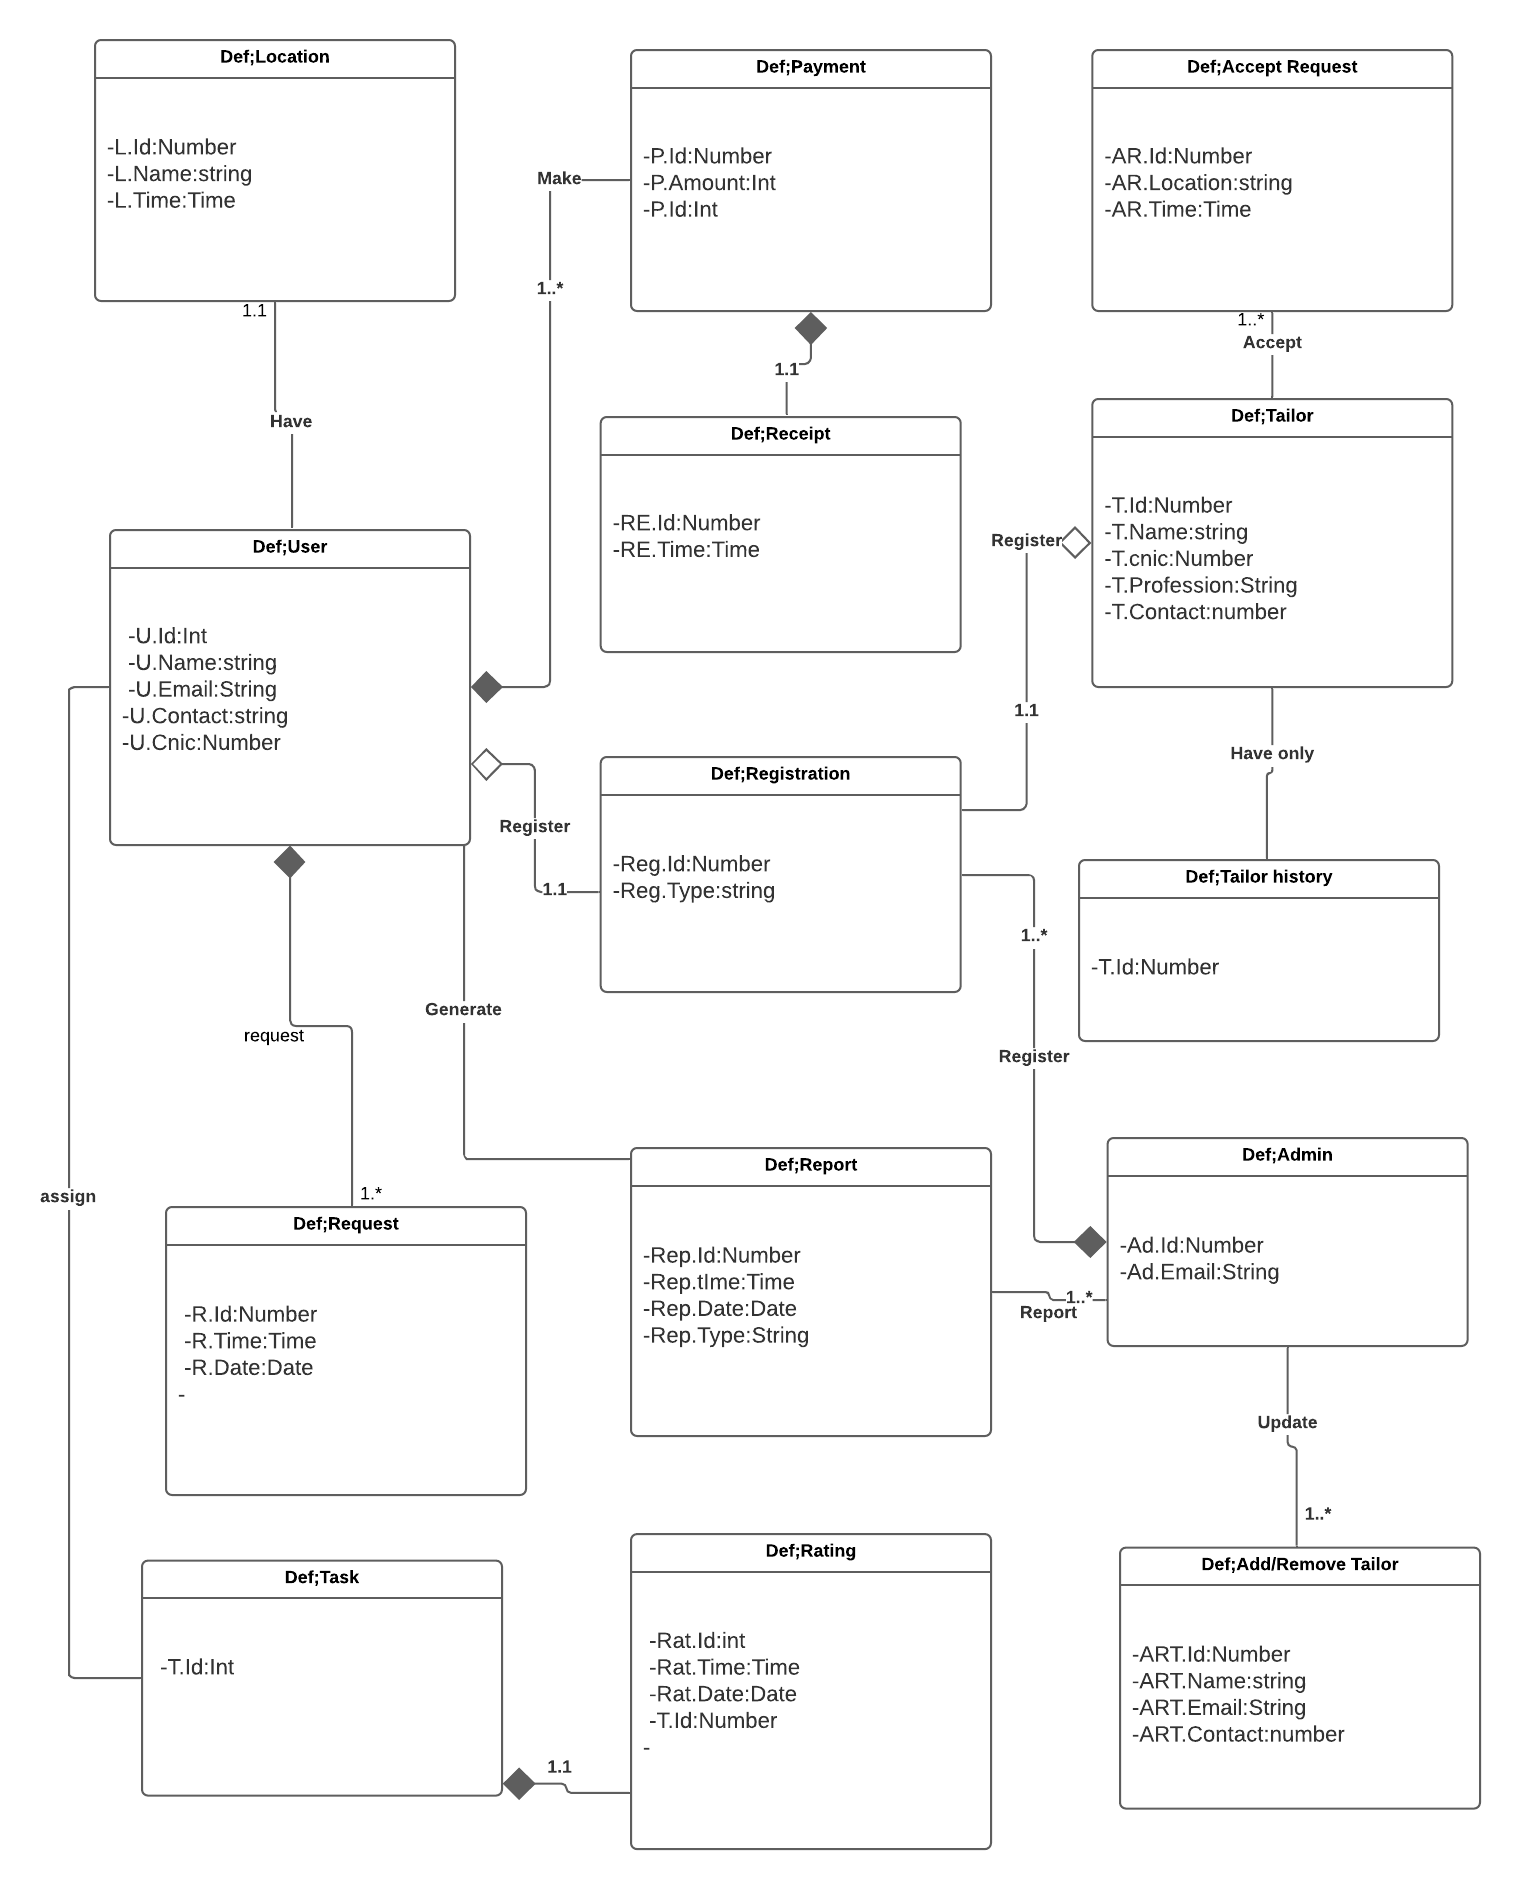 Def;Location
-L.Id:Number
-L.Name:string
-L.Time:Time
1.1
Have
Def;Payment
-P.Id:Number
-P.Amount:Int
-P.Id:Int
Make
1..*
1.1
Def;Accept Request
-AR.Id:Number
-AR.Location:string
-AR.Time:Time
1..*
Accept
Def;Receipt
-RE.Id:Number
-RE.Time:Time
Def;Tailor
-T.Id:Number
-T.Name:string
-T.cnic:Number
-T.Profession:String
-T.Contact:number
Register
1.1
Have only
Def;User
-U.Id:Int
-U.Name:string
-U.Email:String
-U.Contact:string
-U.Cnic:Number
Register
1.1
Def;Registration
-Reg.Id:Number
-Reg.Type:string
Def;Tailor history
-T.Id:Number
1..*
Register
Generate
request
1.*
assign
Def;Request
-R.Id:Number
-R.Time:Time
-R.Date:Date
-
Def;Report
-Rep.Id:Number
-Rep.tIme:Time
-Rep.Date:Date
-Rep.Type:String
1..*
Report
Def;Admin
-Ad.Id:Number
-Ad.Email:String
Update
1..*
Def;Task
-T.Id:Int
1.1
Def;Rating
-Rat.Id:int
-Rat.Time:Time
-Rat.Date:Date
-T.Id:Number
-
Def;Add/Remove Tailor
-ART.Id:Number
-ART.Name:string
-ART.Email:String
-ART.Contact:number